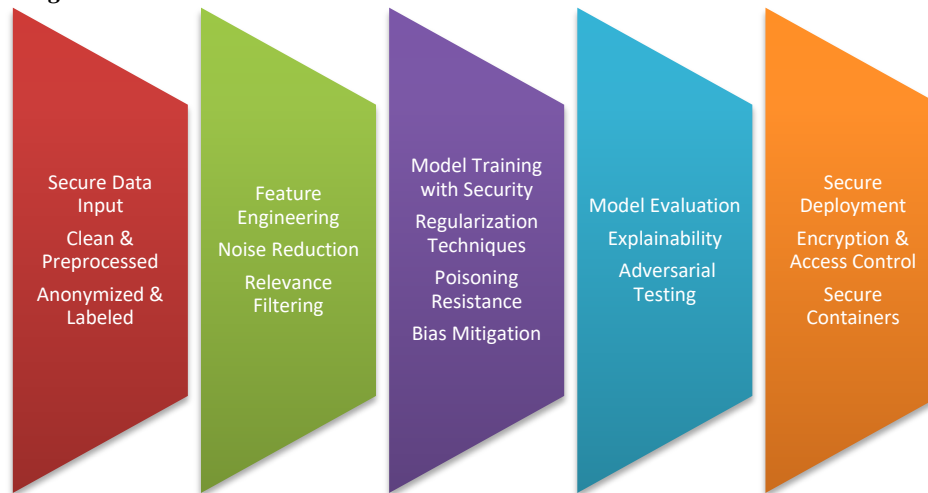 Secure Data
Input
Clean &
Preprocessed
Anonymized &
Labeled
Feature
Engineering
Noise Reduction
Relevance
Filtering
Model Training
with Security
Regularization
Techniques
Poisoning
Resistance
Bias Mitigation
Model Evaluation
Explainability
Adversarial
Testing
Secure
Deployment
Encryption &
Access Control
Secure
Containers